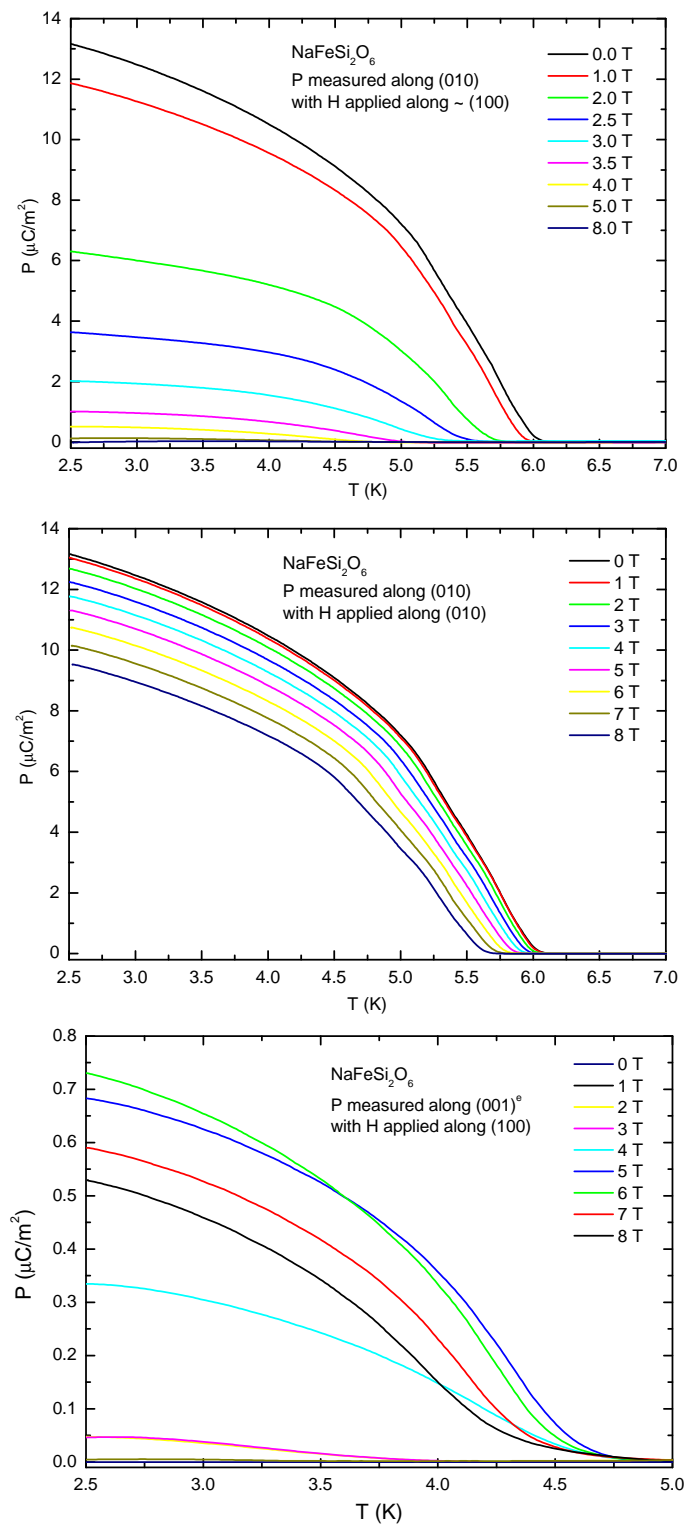 14
12
10
8
6
4
2
0
P (μC/m²)
NaFeSi₂O₆
P measured along (010)
with H applied along ~ (100)
0.0 T
1.0 T
2.0 T
2.5 T
3.0 T
3.5 T
4.0 T
5.0 T
8.0 T
2.5 3.0 3.5 4.0 4.5 5.0 5.5 6.0 6.5 7.0
T (K)
14
12
10
8
6
4
2
0
P (μC/m²)
NaFeSi₂O₆
P measured along (010)
with H applied along (010)
0 T
1 T
2 T
3 T
4 T
5 T
6 T
7 T
8 T
2.5 3.0 3.5 4.0 4.5 5.0 5.5 6.0 6.5 7.0
T (K)
0.8
0.7
0.6
0.5
0.4
0.3
0.2
0.1
0.0
P (μC/m²)
NaFeSi₂O₆
P measured along (001)ᵉ
with H applied along (100)
0 T
1 T
2 T
3 T
4 T
5 T
6 T
7 T
8 T
2.5 3.0 3.5 4.0 4.5 5.0
T (K)